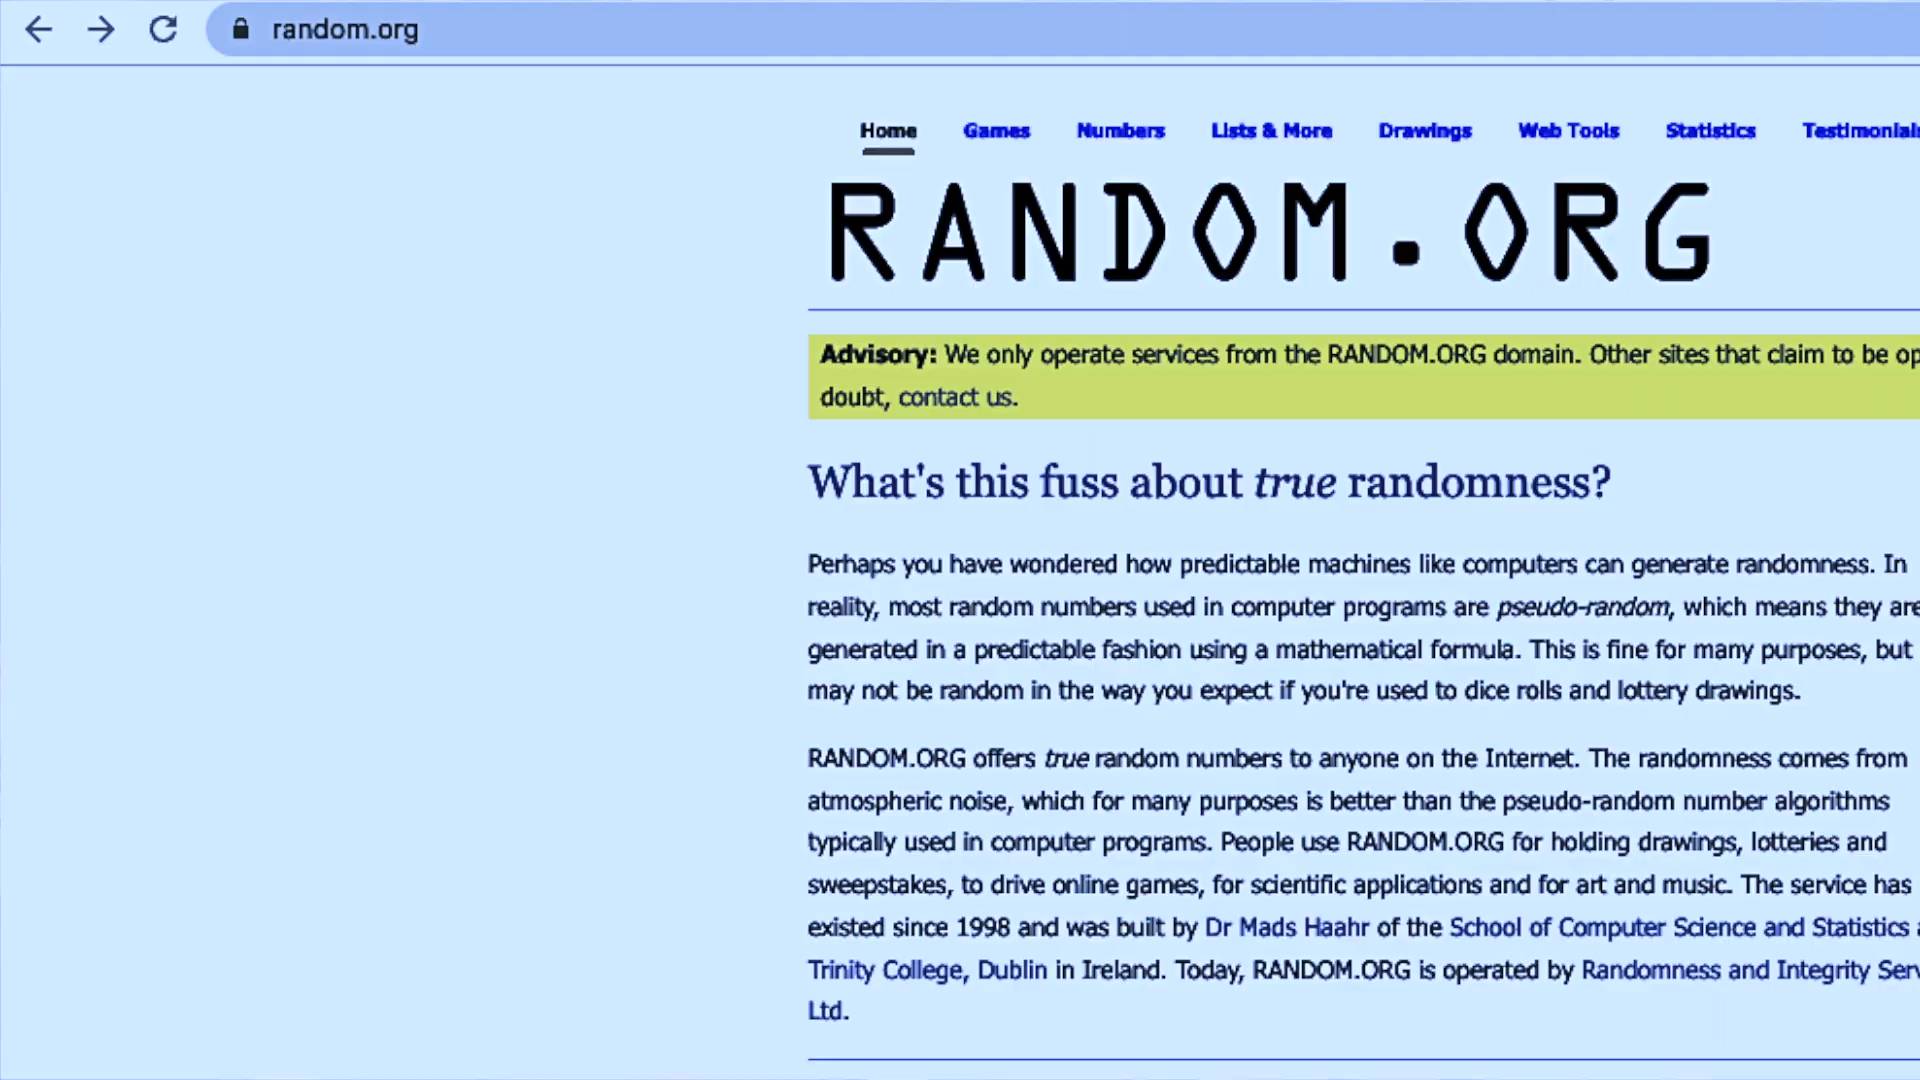 random.org
Home Games Numbers Lists & More Drawings Web Tools Statistics Testimonials
RANDOM.ORG
Advisory: We only operate services from the RANDOM.ORG domain. Other sites that claim to be
doubt, contact us.
What's this fuss about true randomness?
Perhaps you have wondered how predictable machines like computers can generate randomness. In
reality, most random numbers used in computer programs are pseudo-random, which means they are
generated in a predictable fashion using a mathematical formula. This is fine for many purposes, but
may not be random in the way you expect if you're used to dice rolls and lottery drawings.
RANDOM.ORG offers true random numbers to anyone on the Internet. The randomness comes from
atmospheric noise, which for many purposes is better than the pseudo-random number algorithms
typically used in computer programs. People use RANDOM.ORG for holding drawings, lotteries and
sweepstakes, to drive online games, for scientific applications and for art and music. The service has
existed since 1998 and was built by Dr Mads Haahr of the School of Computer Science and Statistics
Trinity College, Dublin in Ireland. Today, RANDOM.ORG is operated by Randomness and Integrity
Ltd.